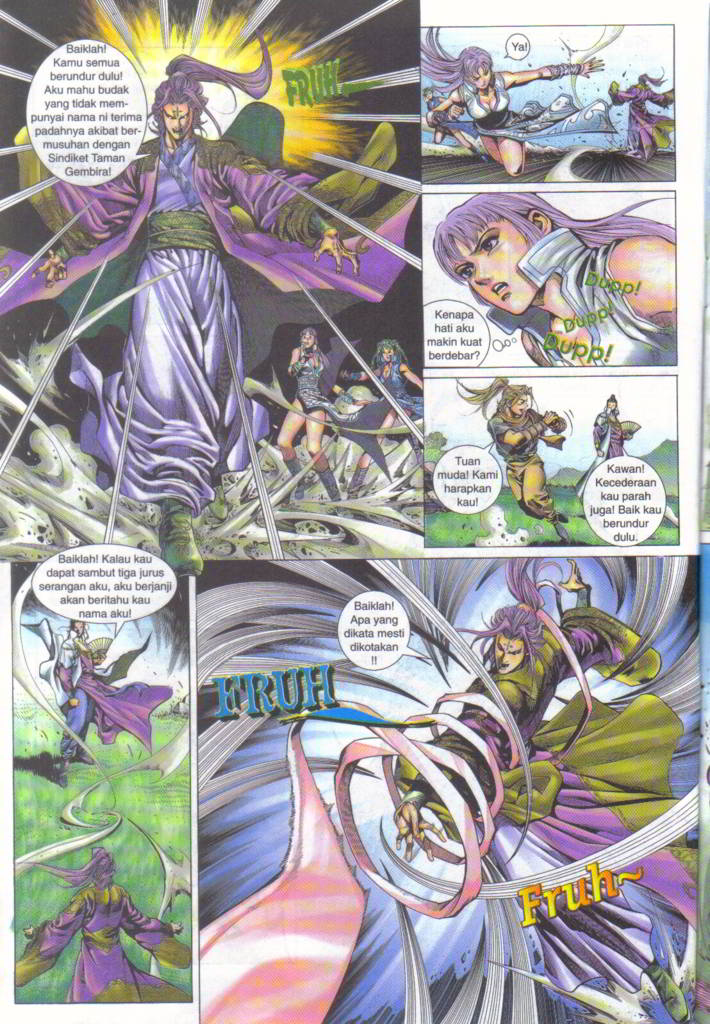 Baiklah!
Kamu semua
berundur dulu!
Aku mahu budak
yang tidak mem-
punyai nama ni terima
padahnya akibat ber-
musuhan dengan
Sindiket Taman
Gembira!
FRUH~
Ya!
Dupp!
Dupp!
Dupp!
Kenapa
hati aku
makin kuat
berdebar?
Tuan
muda! Kami
harapkan
kau!
Kawan!
Kecederaan
kau parah
juga! Baik kau
berundur
dulu.
Baiklah! Kalau kau
dapat sambut tiga jurus
serangan aku, aku berjanji
akan beritahu kau
nama aku!
Baiklah!
Apa yang
dikata mesti
dikotakan
!!
FRUH
Fruh~